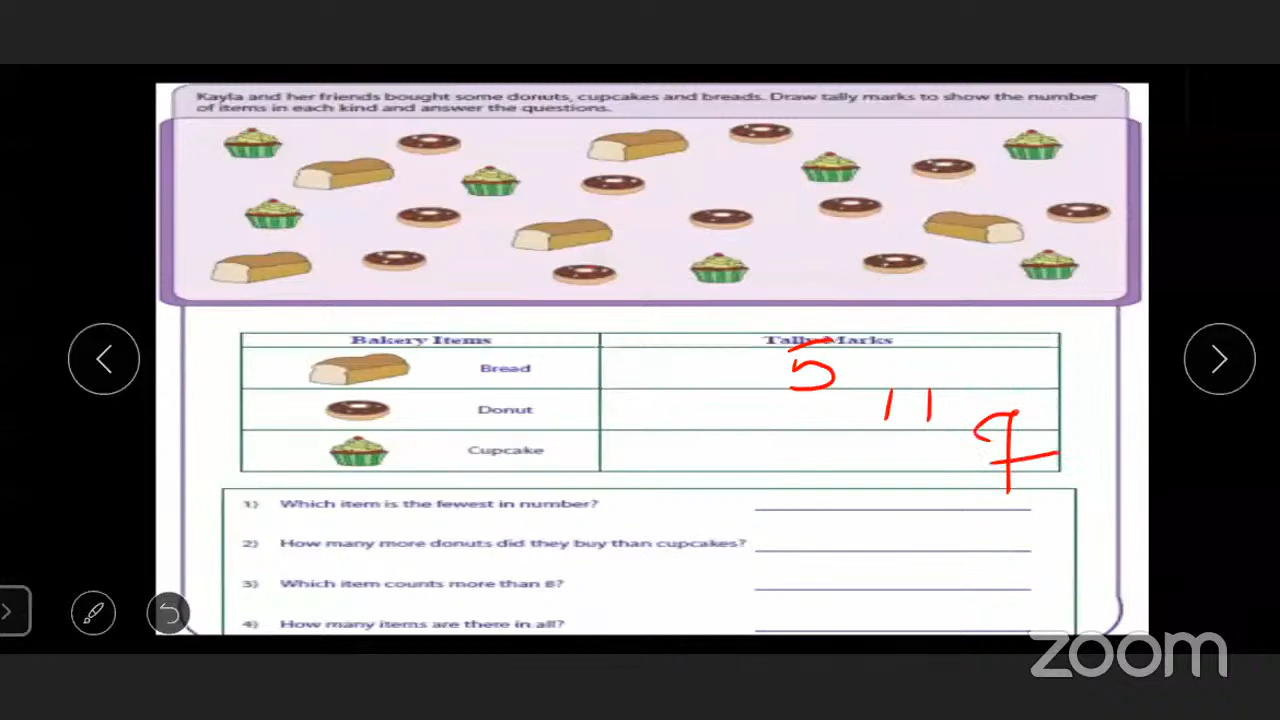 Kayla and her friends bought some donuts, cupcakes and breads. Draw tally marks to show the number
of items in each kind and answer the questions.
Bakery Items Tally Marks
Bread 5
Donut 11
Cupcake 7
1) Which item is the fewest in number?
2) How many more donuts did they buy than cupcakes?
3) Which item counts more than 8?
4) How many items are there in all?
zoom